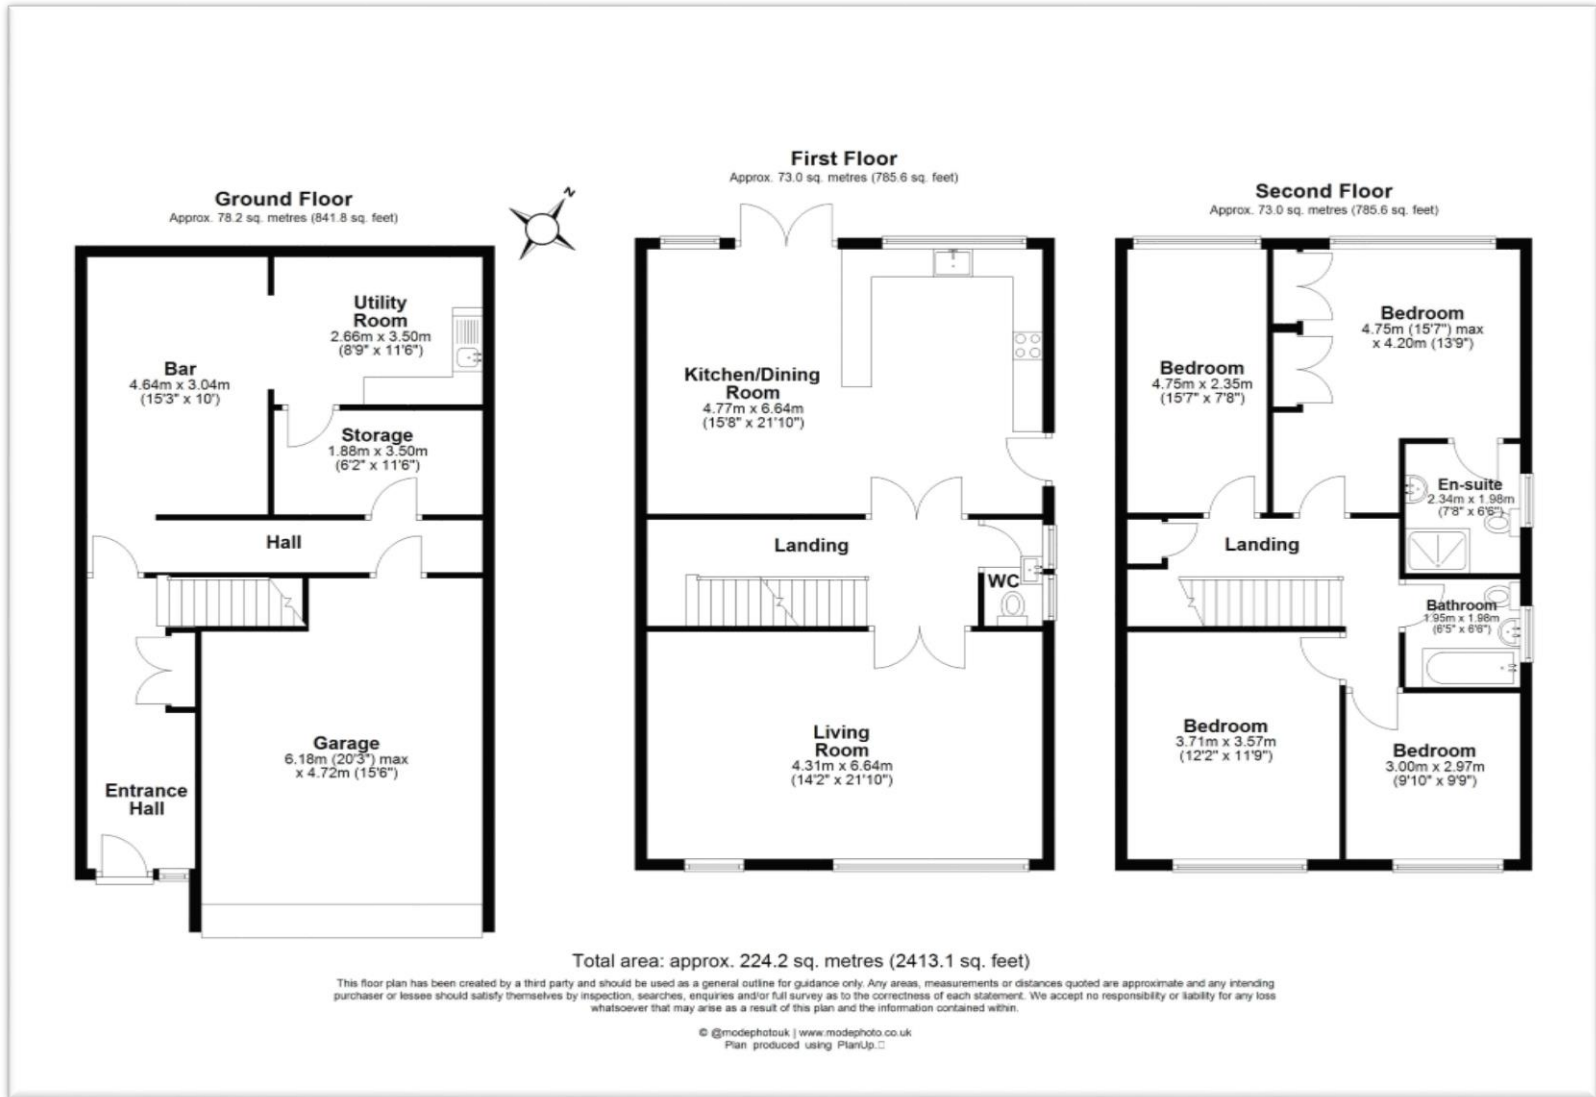 Ground Floor
Approx. 78.2 sq. metres (841.8 sq. feet)
N
Bar
4.64m x 3.04m
(15'3" x 10')
Utility
Room
2.66m x 3.50m
(8'9" x 11'6")
Storage
1.88m x 3.50m
(6'2" x 11'6")
Hall
Garage
6.18m (20'3") max
x 4.72m (15'6")
Entrance
Hall
First Floor
Approx. 73.0 sq. metres (785.6 sq. feet)
Kitchen/Dining
Room
4.77m x 6.64m
(15'8" x 21'10")
Landing
WC
Living
Room
4.31m x 6.64m
(14'2" x 21'10")
Second Floor
Approx. 73.0 sq. metres (785.6 sq. feet)
Bedroom
4.75m x 2.35m
(15'7" x 7'8")
Bedroom
4.75m (15'7") max
x 4.20m (13'9")
En-suite
2.34m x 1.98m
(7'8" x 6'6")
Landing
Bathroom
1.95m x 1.98m
(6'5" x 6'6")
Bedroom
3.71m x 3.57m
(12'2" x 11'9")
Bedroom
3.00m x 2.97m
(9'10" x 9'9")
Total area: approx. 224.2 sq. metres (2413.1 sq. feet)
This floor plan has been created by a third party and should be used as a general outline for guidance only. Any areas, measurements or distances quoted are approximate and any intending
purchaser or lessee should satisfy themselves by inspection, searches, enquiries and/or full survey as to the correctness of each statement. We accept no responsibility or liability for any loss
whatsoever that may arise as a result of this plan and the information contained within.
© @modephotouk | www.modephoto.co.uk
Plan produced using PlanUp.